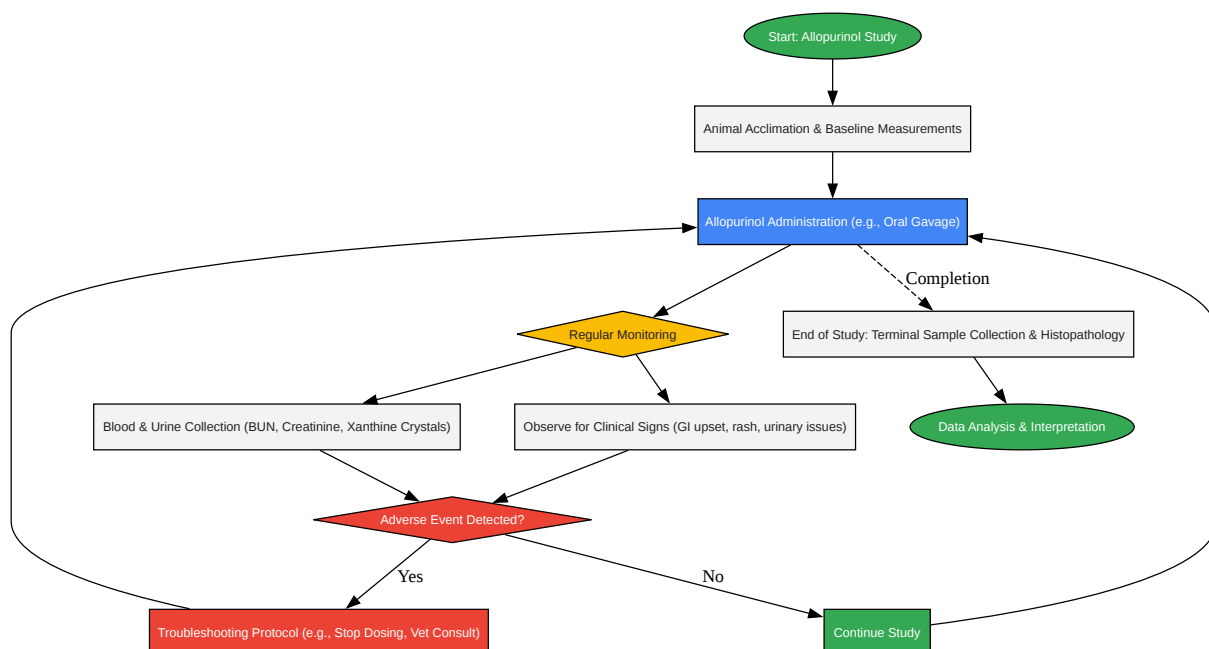 Start: Allopurinol Study
Animal Acclimation & Baseline Measurements
Allopurinol Administration (e.g., Oral Gavage)
Completion
Regular Monitoring
End of Study: Terminal Sample Collection & Histopathology
Blood & Urine Collection (BUN, Creatinine, Xanthine Crystals)
Observe for Clinical Signs (GI upset, rash, urinary issues)
Data Analysis & Interpretation
Adverse Event Detected?
Yes
No
Troubleshooting Protocol (e.g., Stop Dosing, Vet Consult)
Continue Study